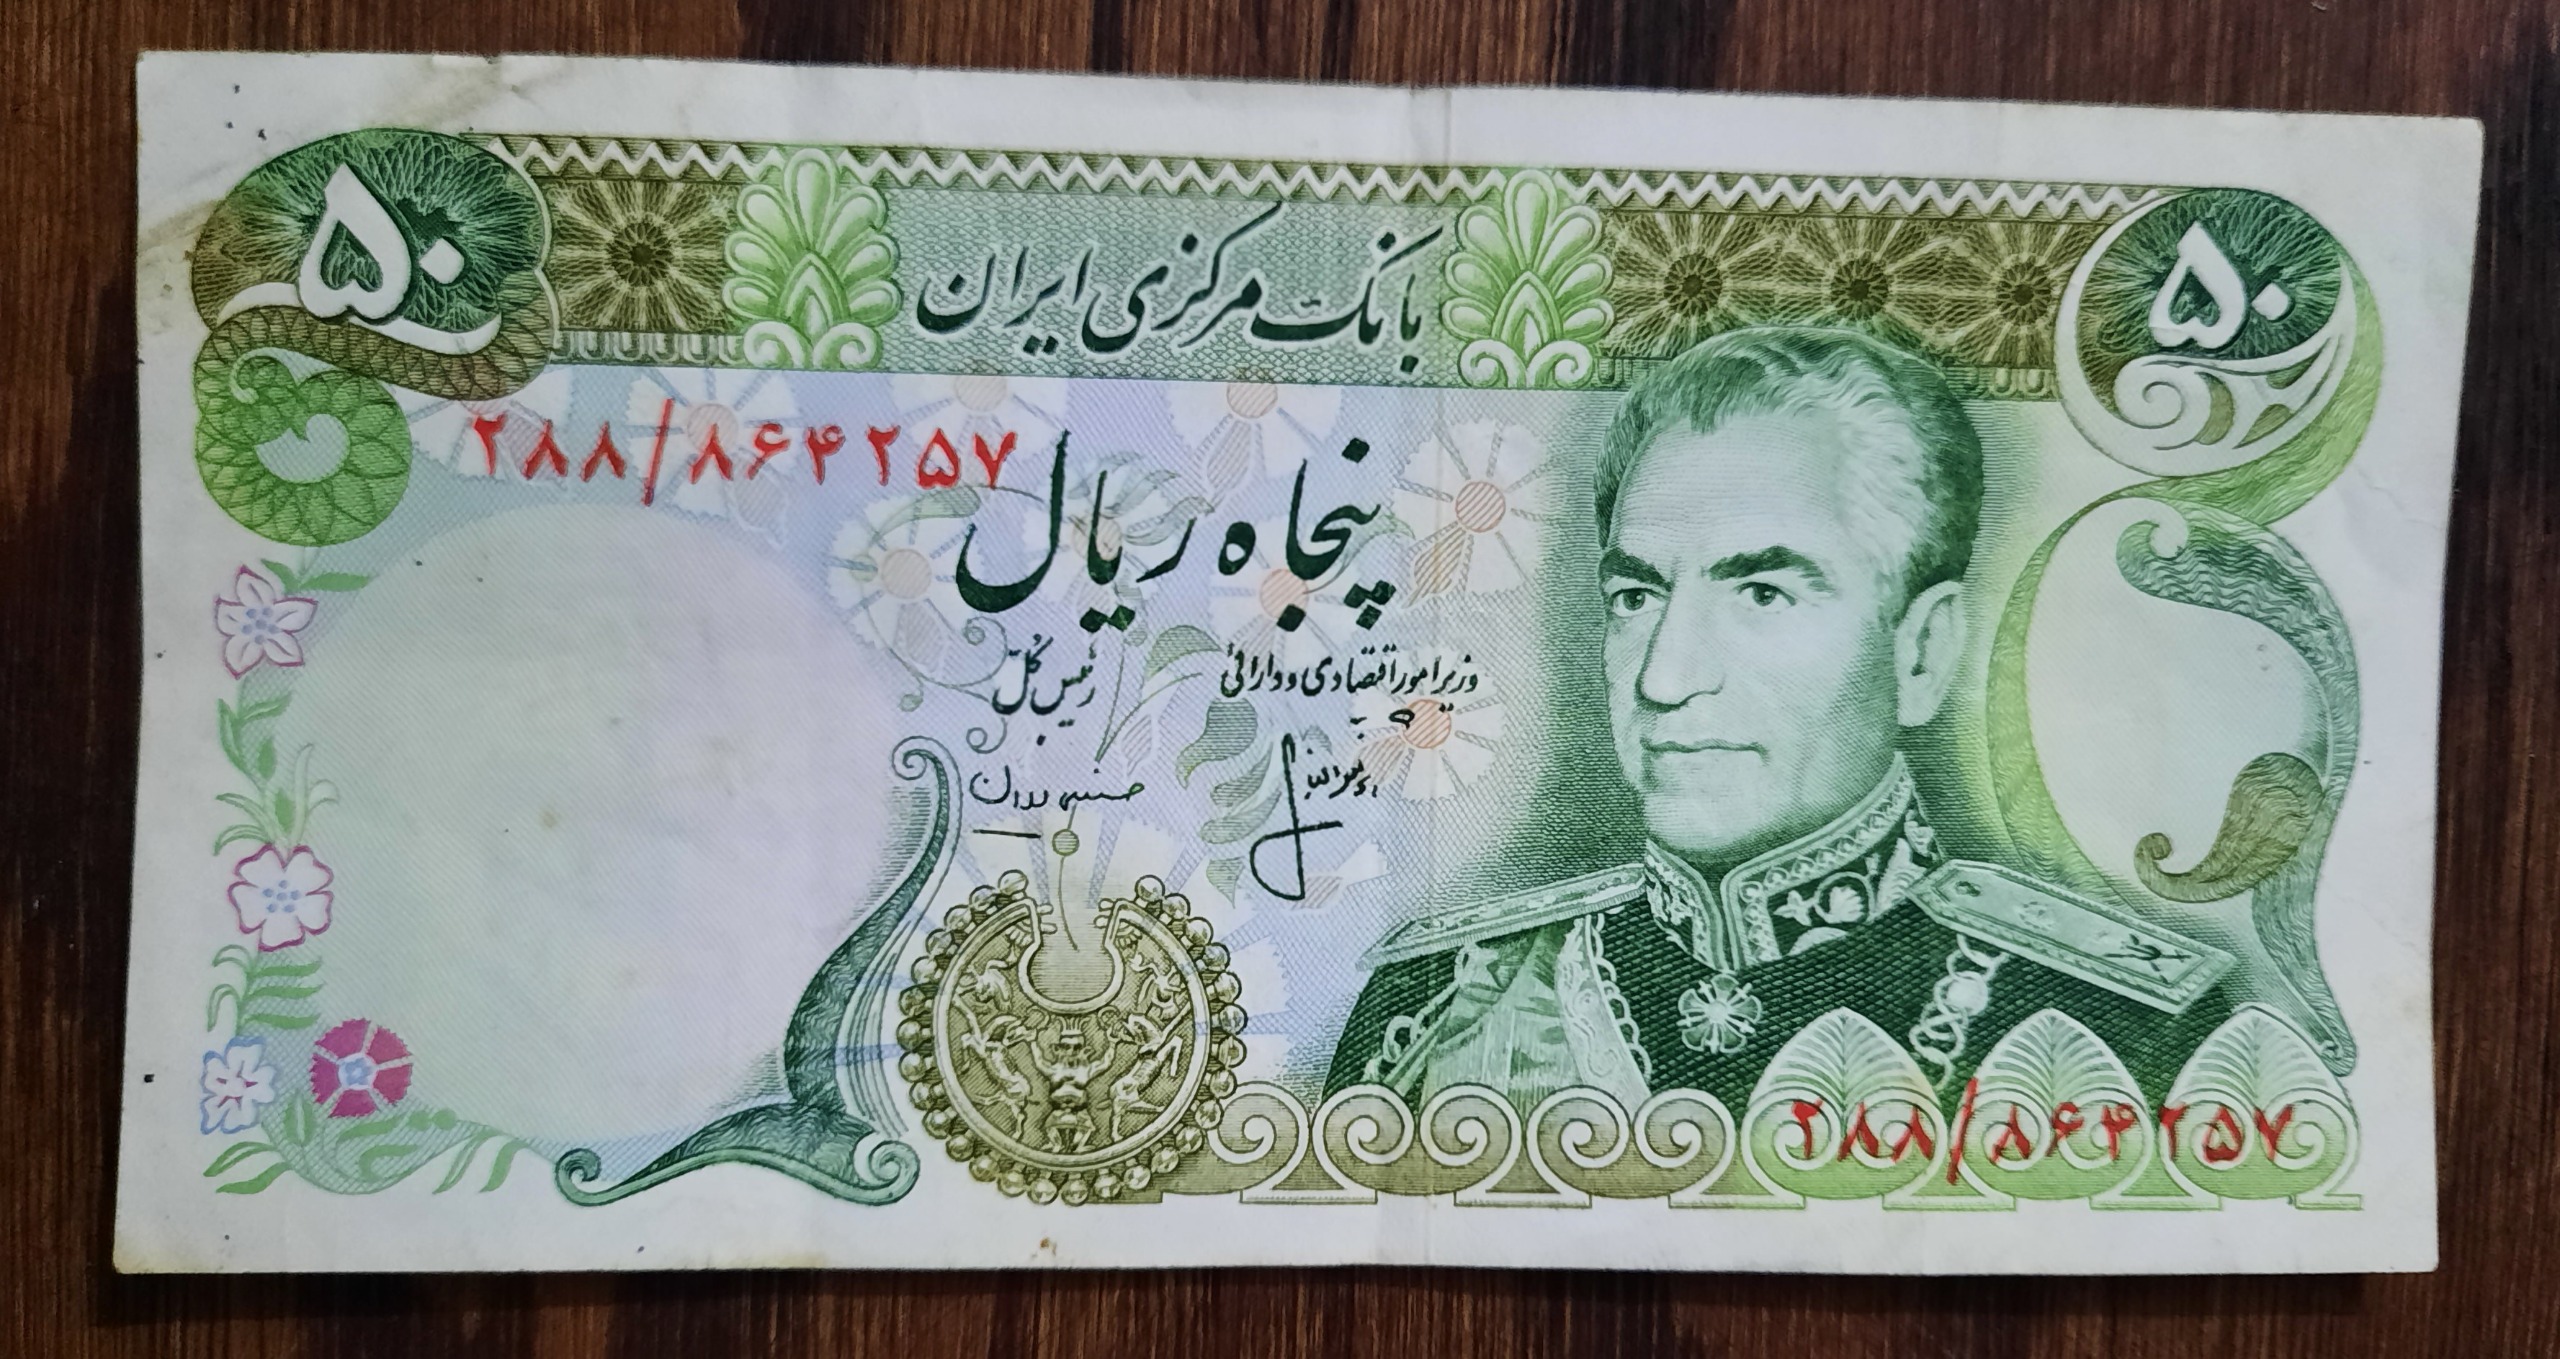 ۵۰
بانک مرکزی ایران
۵۰
۲۸۸/۸۶۴۲۵۷
پنجاه ریال
وزیر امور اقتصادی و دارائی
رئیس کل
۲۸۸/۸۶۴۲۵۷